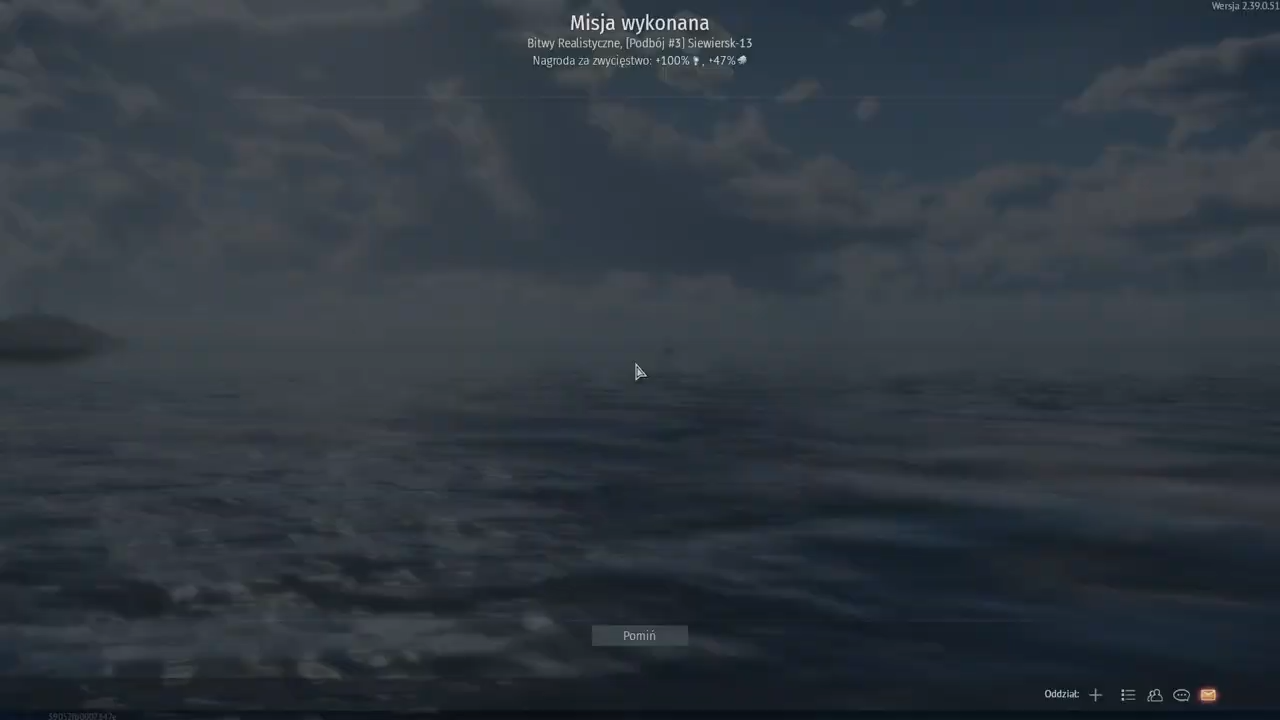 Wersja 2.39.0.51
Misja wykonana
Bitwy Realistyczne, [Podbój #3] Siewiersk-13
Nagroda za zwycięstwo: +100% , +47%
Pomiń
Oddział: